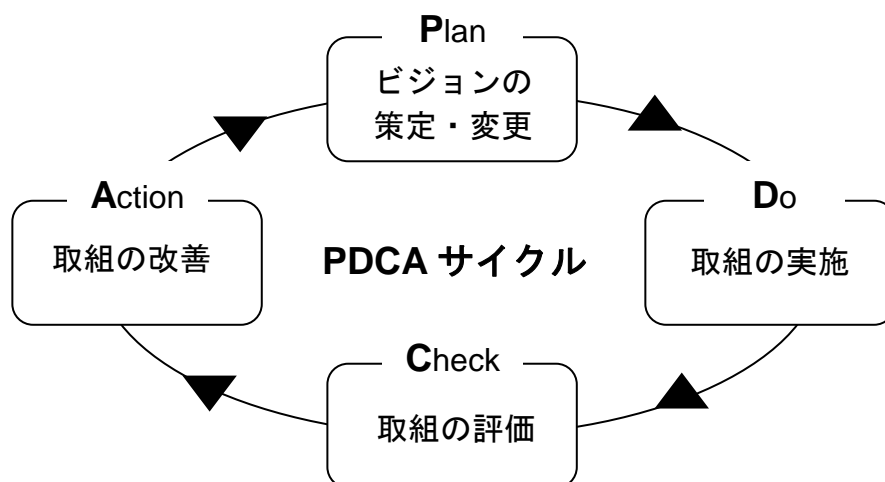 Plan
ビジョンの
策定・変更
Action
取組の改善
PDCA サイクル
Do
取組の実施
Check
取組の評価